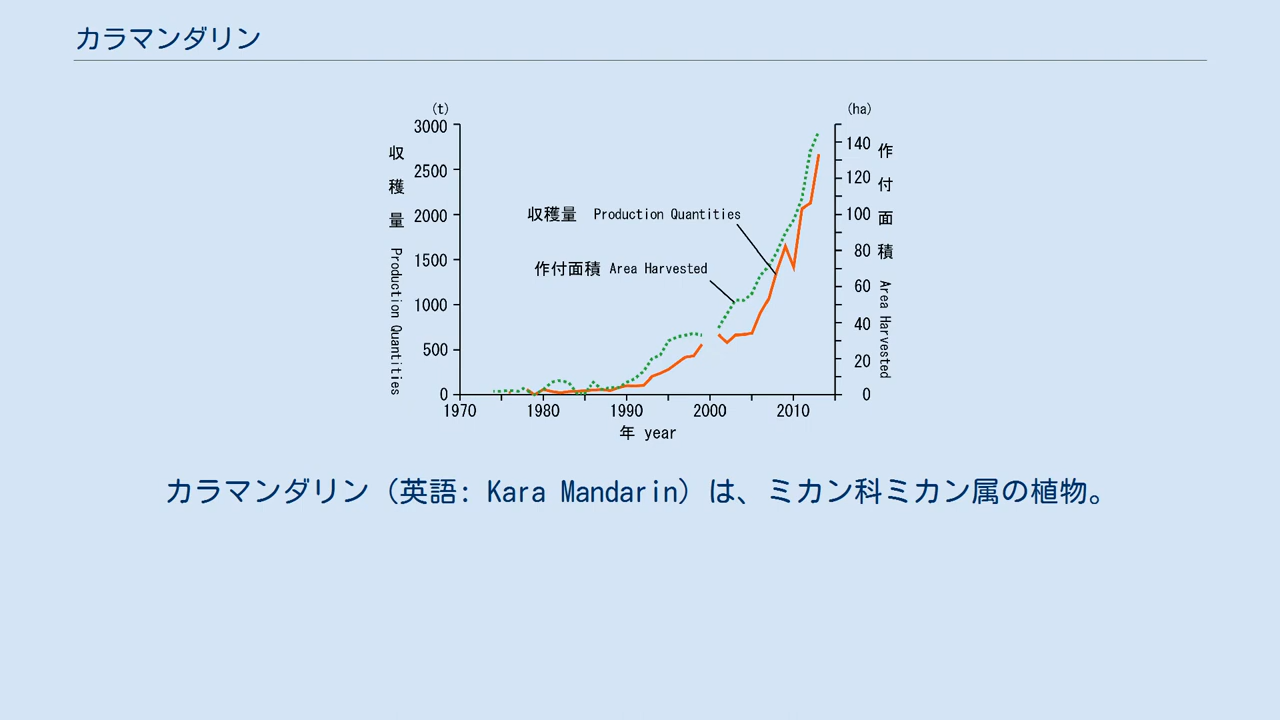 カラマンダリン
(t)
(ha)
3000
2500
2000
1500
1000
500
0
収穫量 Production Quantities
140
120
100
80
60
40
20
0
作付面積 Area Harvested
収穫量 Production Quantities
作付面積 Area Harvested
1970 1980 1990 2000 2010
年 year
カラマンダリン（英語: Kara Mandarin）は、ミカン科ミカン属の植物。